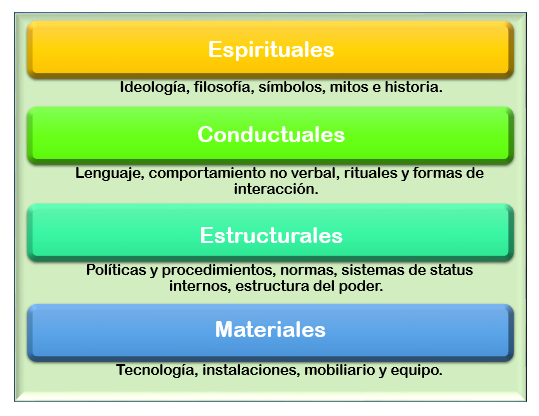 Espirituales
Ideología, filosofía, símbolos, mitos e historia.
Conductuales
Lenguaje, comportamiento no verbal, rituales y formas de
interacción.
Estructurales
Políticas y procedimientos, normas, sistemas de status
internos, estructura del poder.
Materiales
Tecnología, instalaciones, mobiliario y equipo.